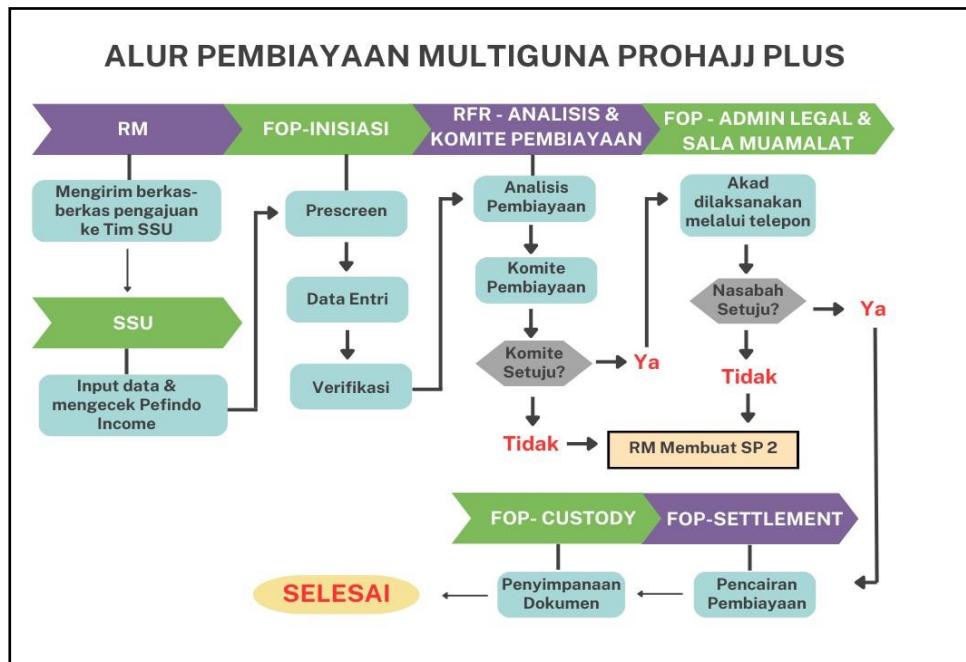 ALUR PEMBIAYAAN MULTIGUNA PROHAJJ PLUS
RM
FOP-INISIASI
RFR - ANALISIS &
KOMITE PEMBIAYAAN
FOP - ADMIN LEGAL &
SALA MUAMALAT
Mengirim berkas-
berkas pengajuan
ke Tim SSU
SSU
Input data &
mengecek Pefindo
Income
Prescreen
Data Entri
Verifikasi
Analisis
Pembiayaan
Komite
Pembiayaan
Komite
Setuju?
Ya
Tidak
Akad
dilaksanakan
melalui telepon
Nasabah
Setuju?
Ya
Tidak
RM Membuat SP 2
FOP- CUSTODY
FOP-SETTLEMENT
SELESAI
Penyimpanaan
Dokumen
Pencairan
Pembiayaan